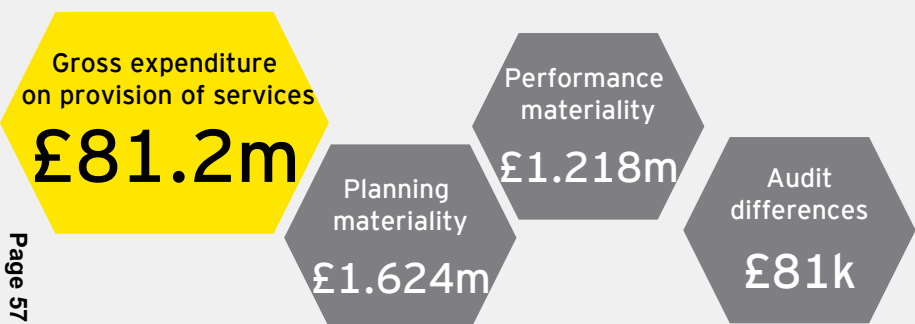 Gross expenditure
on provision of services
£81.2m
Planning
materiality
£1.624m
Performance
materiality
£1.218m
Audit
differences
£81k
Page 57